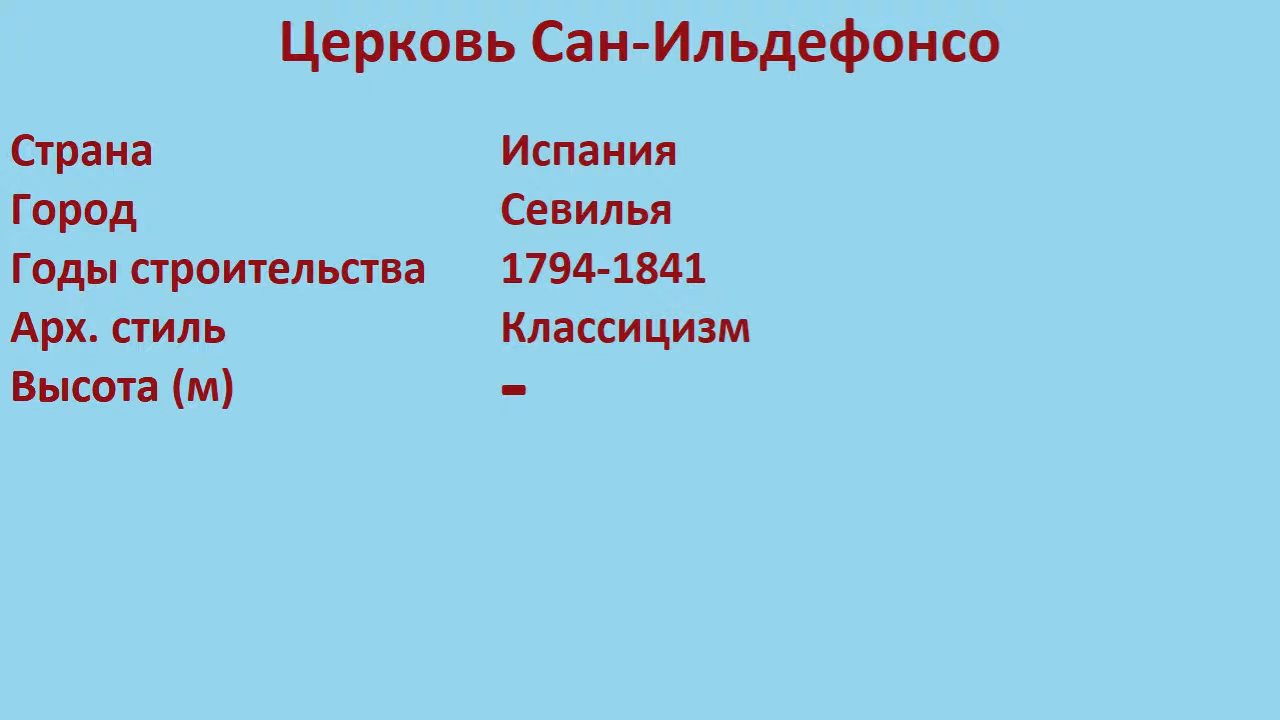 Церковь Сан-Ильдефонсо
Страна Испания
Город Севилья
Годы строительства 1794-1841
Арх. стиль Классицизм
Высота (м) -